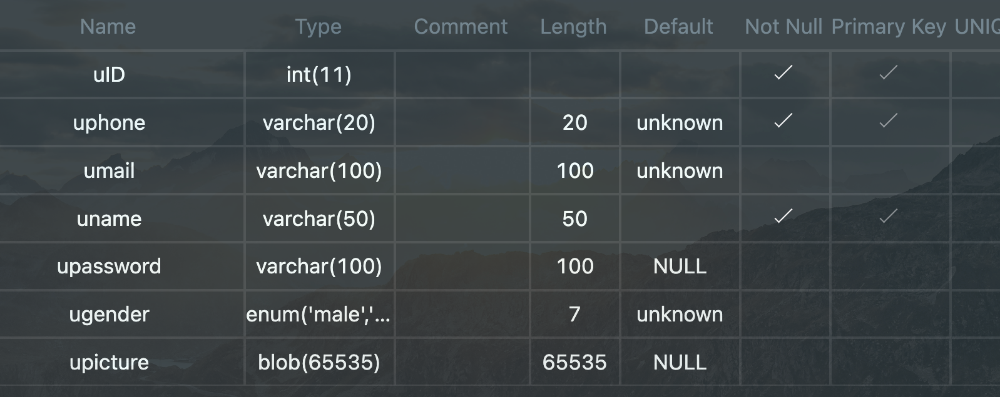 Name Type Comment Length Default Not Null Primary Key UNIQ
uID int(11) ✓ ✓
uphone varchar(20) 20 unknown ✓ ✓
umail varchar(100) 100 unknown
uname varchar(50) 50 ✓ ✓
upassword varchar(100) 100 NULL
ugender enum('male','... 7 unknown
upicture blob(65535) 65535 NULL